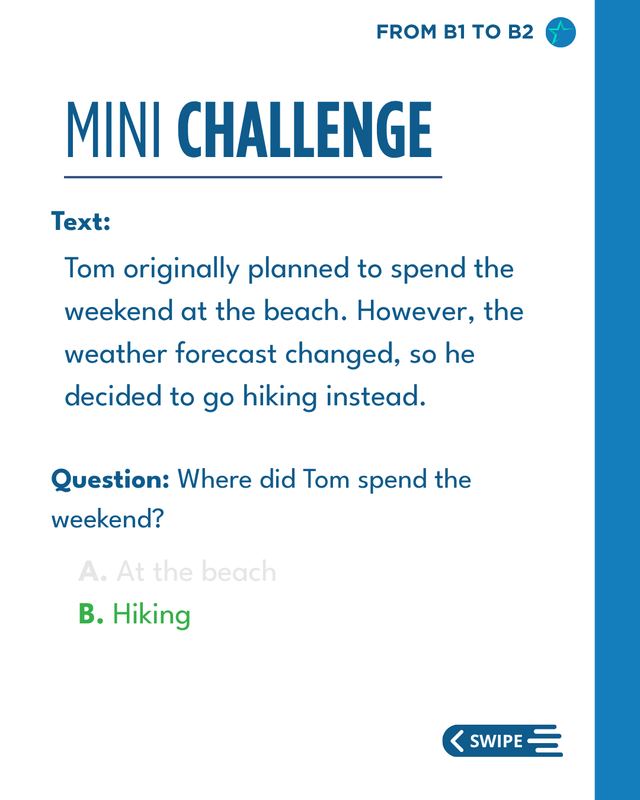 FROM B1 TO B2
MINI CHALLENGE
Text:
Tom originally planned to spend the
weekend at the beach. However, the
weather forecast changed, so he
decided to go hiking instead.
Question: Where did Tom spend the
weekend?
A. At the beach
B. Hiking
SWIPE